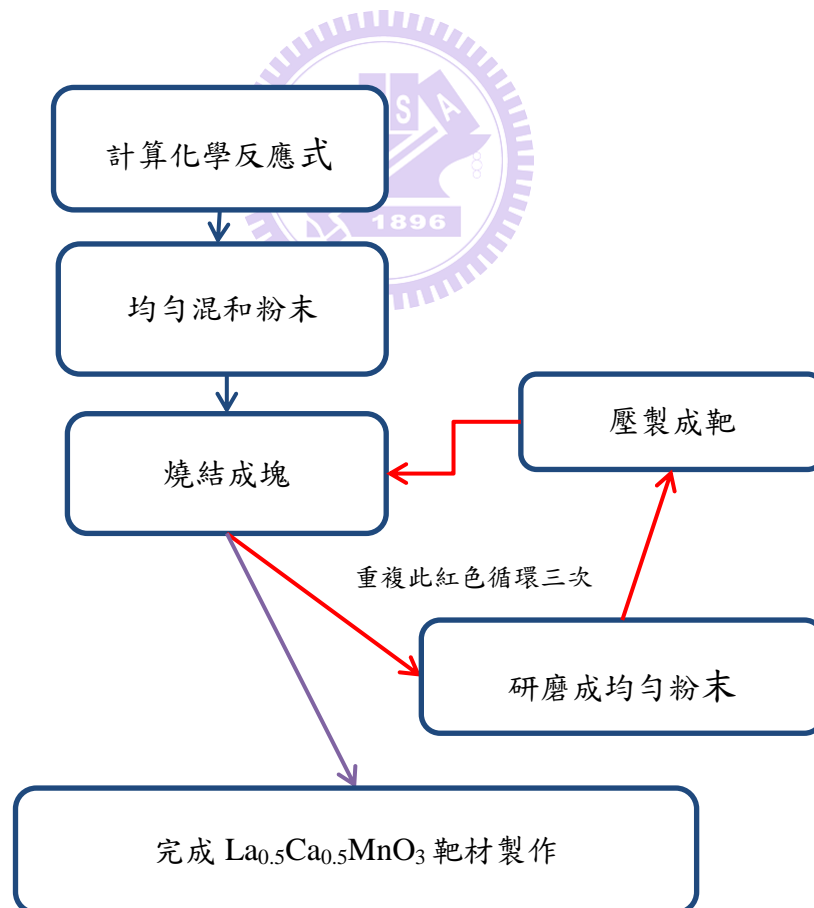 S A
1896
計算化學反應式
均勻混和粉末
燒結成塊
壓製成靶
重複此紅色循環三次
研磨成均勻粉末
完成 La₀.₅Ca₀.₅MnO₃ 靶材製作